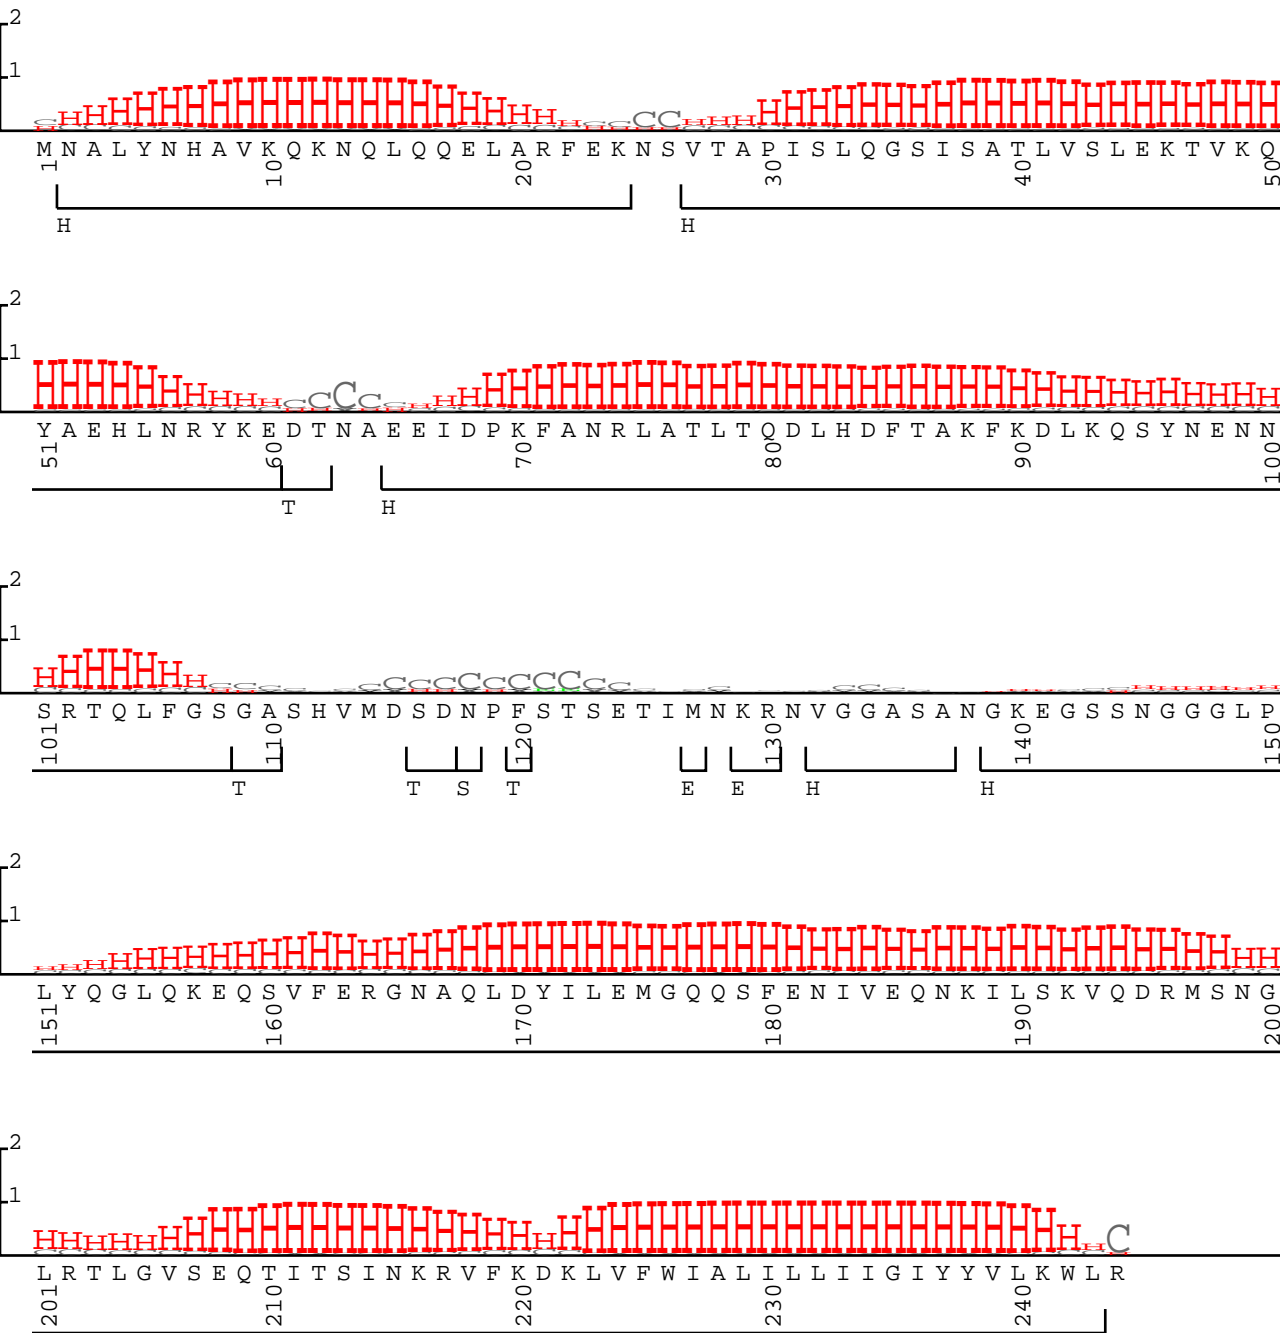 2
1
M N A L Y N H A V K Q K N Q L Q Q E L A R F E K N S V T A P I S L Q G S I S A T L V S L E K T V K Q
1 10 20 30 40 50
H H
2
1
Y A E H L N R Y K E D T N A E E I D P K F A N R L A T L T Q D L H D F T A K F K D L K Q S Y N E N N
51 60 70 80 90 100
T H
2
1
S R T Q L F G S G A S H V M D S D N P F S T S E T I M N K R N V G G A S A N G K E G S S N G G G L P
101 110 120 130 140 150
T T S T E E H H
2
1
L Y Q G L Q K E Q S V F E R G N A Q L D Y I L E M G Q Q S F E N I V E Q N K I L S K V Q D R M S N G
151 160 170 180 190 200
2
1
L R T L G V S E Q T I T S I N K R V F K D K L V F W I A L I L L I I G I Y Y V L K W L R
201 210 220 230 240